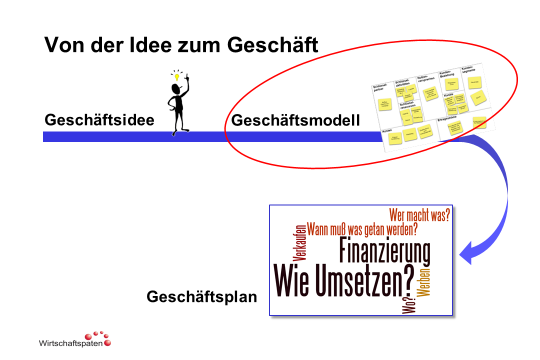 Von der Idee zum Geschäft
Geschäftsidee
Geschäftsmodell
Wer macht was?
Wann muß was getan werden?
Verkaufen
Finanzierung
Wie Umsetzen?
Wo?
Werben
Geschäftsplan
Wirtschaftspaten